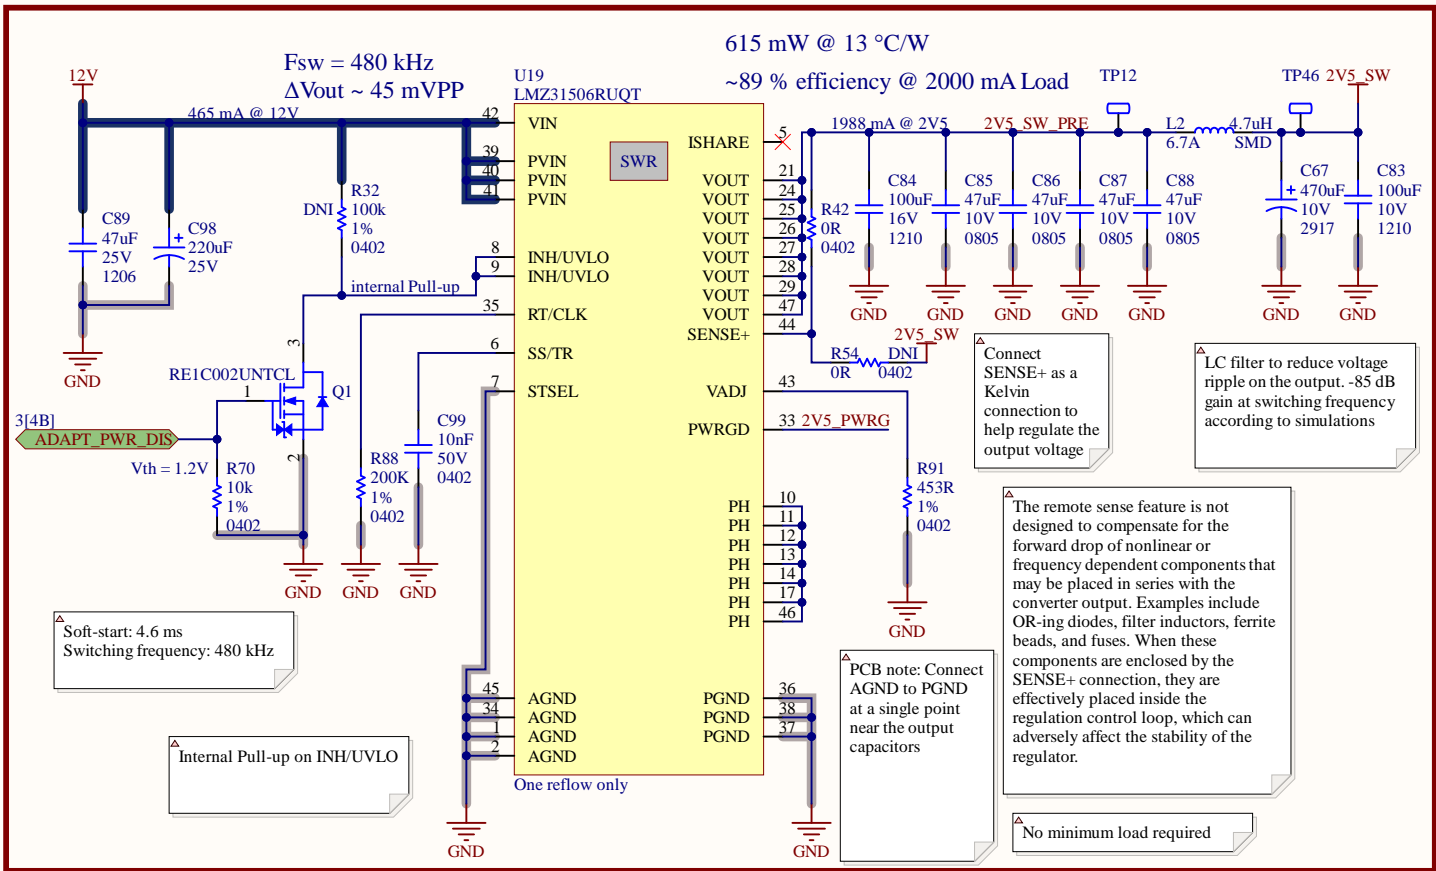 615 mW @ 13 °C/W
Fsw = 480 kHz
ΔVout ~ 45 mVPP
~89 % efficiency @ 2000 mA Load
12V
465 mA @ 12V
U19
LMZ31506RUQT
TP12
TP46
2V5_SW
42
VIN
39
PVIN
40
PVIN
41
PVIN
SWR
ISHARE
5
1988 mA @ 2V5
2V5_SW_PRE
L2
6.7A
4.7uH
SMD
VOUT
21
VOUT
24
VOUT
25
VOUT
26
VOUT
27
VOUT
28
VOUT
29
VOUT
47
SENSE+
44
R42
0R
0402
C84
100uF
16V
1210
C85
47uF
10V
0805
C86
47uF
10V
0805
C87
47uF
10V
0805
C88
47uF
10V
0805
C67
470uF
10V
2917
C83
100uF
10V
1210
GND
GND
GND
GND
GND
GND
GND
C89
47uF
25V
1206
C98
220uF
25V
GND
DNI
R32
100k
1%
0402
internal Pull-up
8
INH/UVLO
9
INH/UVLO
35
RT/CLK
6
SS/TR
7
STSEL
RE1C002UNTCL
Q1
3
1
2
3[4B]
ADAPT_PWR_DIS
Vth = 1.2V
R70
10k
1%
0402
GND
R88
200K
1%
0402
GND
C99
10nF
50V
0402
GND
2V5_SW
R54
0R
DNI
0402
VADJ
43
PWRGD
33
2V5_PWRG
R91
453R
1%
0402
GND
PH
10
PH
11
PH
12
PH
13
PH
14
PH
17
PH
46
45
AGND
34
AGND
1
AGND
2
AGND
PGND
36
PGND
38
PGND
37
GND
GND
One reflow only
Connect
SENSE+ as a
Kelvin
connection to
help regulate the
output voltage
LC filter to reduce voltage
ripple on the output. -85 dB
gain at switching frequency
according to simulations
The remote sense feature is not
designed to compensate for the
forward drop of nonlinear or
frequency dependent components that
may be placed in series with the
converter output. Examples include
OR-ing diodes, filter inductors, ferrite
beads, and fuses. When these
components are enclosed by the
SENSE+ connection, they are
effectively placed inside the
regulation control loop, which can
adversely affect the stability of the
regulator.
Soft-start: 4.6 ms
Switching frequency: 480 kHz
Internal Pull-up on INH/UVLO
PCB note: Connect
AGND to PGND
at a single point
near the output
capacitors
No minimum load required